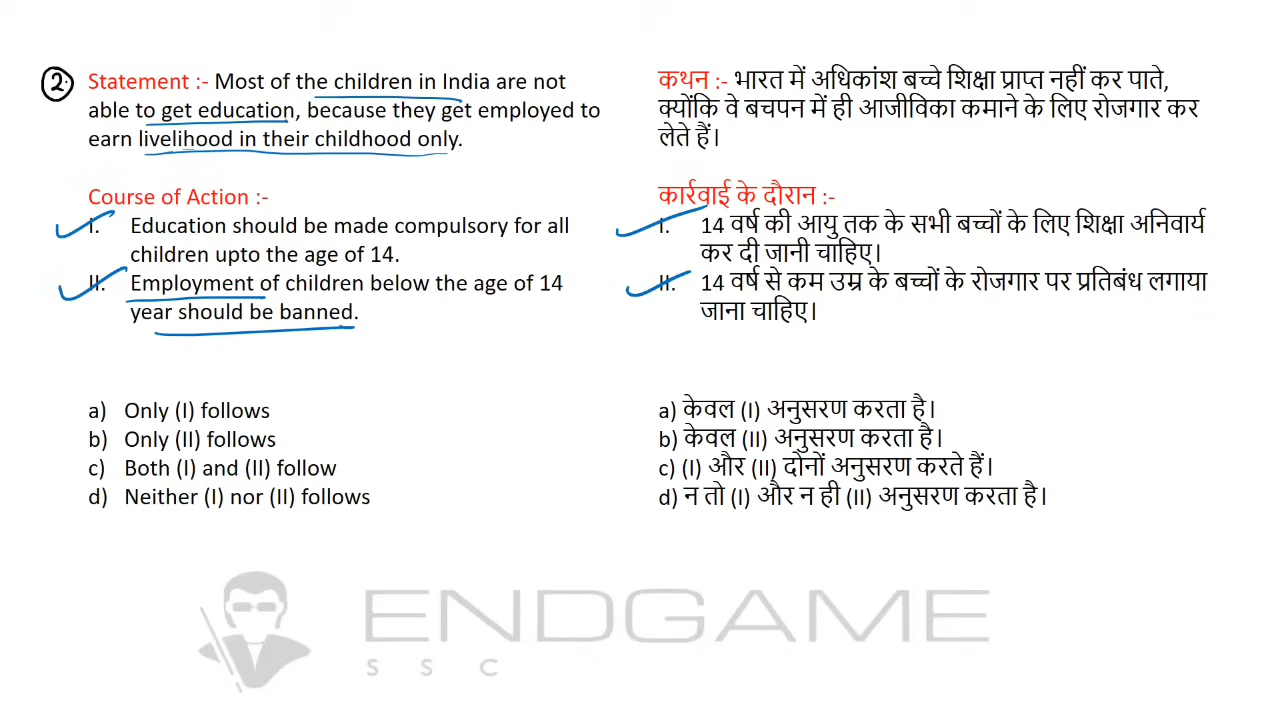 2.
Statement :- Most of the children in India are not
able to get education, because they get employed to
earn livelihood in their childhood only.
Course of Action :-
I. Education should be made compulsory for all
children upto the age of 14.
II. Employment of children below the age of 14
year should be banned.
a) Only (I) follows
b) Only (II) follows
c) Both (I) and (II) follow
d) Neither (I) nor (II) follows
कथन :- भारत में अधिकांश बच्चे शिक्षा प्राप्त नहीं कर पाते,
क्योंकि वे बचपन में ही आजीविका कमाने के लिए रोजगार कर
लेते हैं।
कार्रवाई के दौरान :-
I. 14 वर्ष की आयु तक के सभी बच्चों के लिए शिक्षा अनिवार्य
कर दी जानी चाहिए।
II. 14 वर्ष से कम उम्र के बच्चों के रोजगार पर प्रतिबंध लगाया
जाना चाहिए।
a) केवल (I) अनुसरण करता है।
b) केवल (II) अनुसरण करता है।
c) (I) और (II) दोनों अनुसरण करते हैं।
d) न तो (I) और न ही (II) अनुसरण करता है।
ENDGAME
SSC